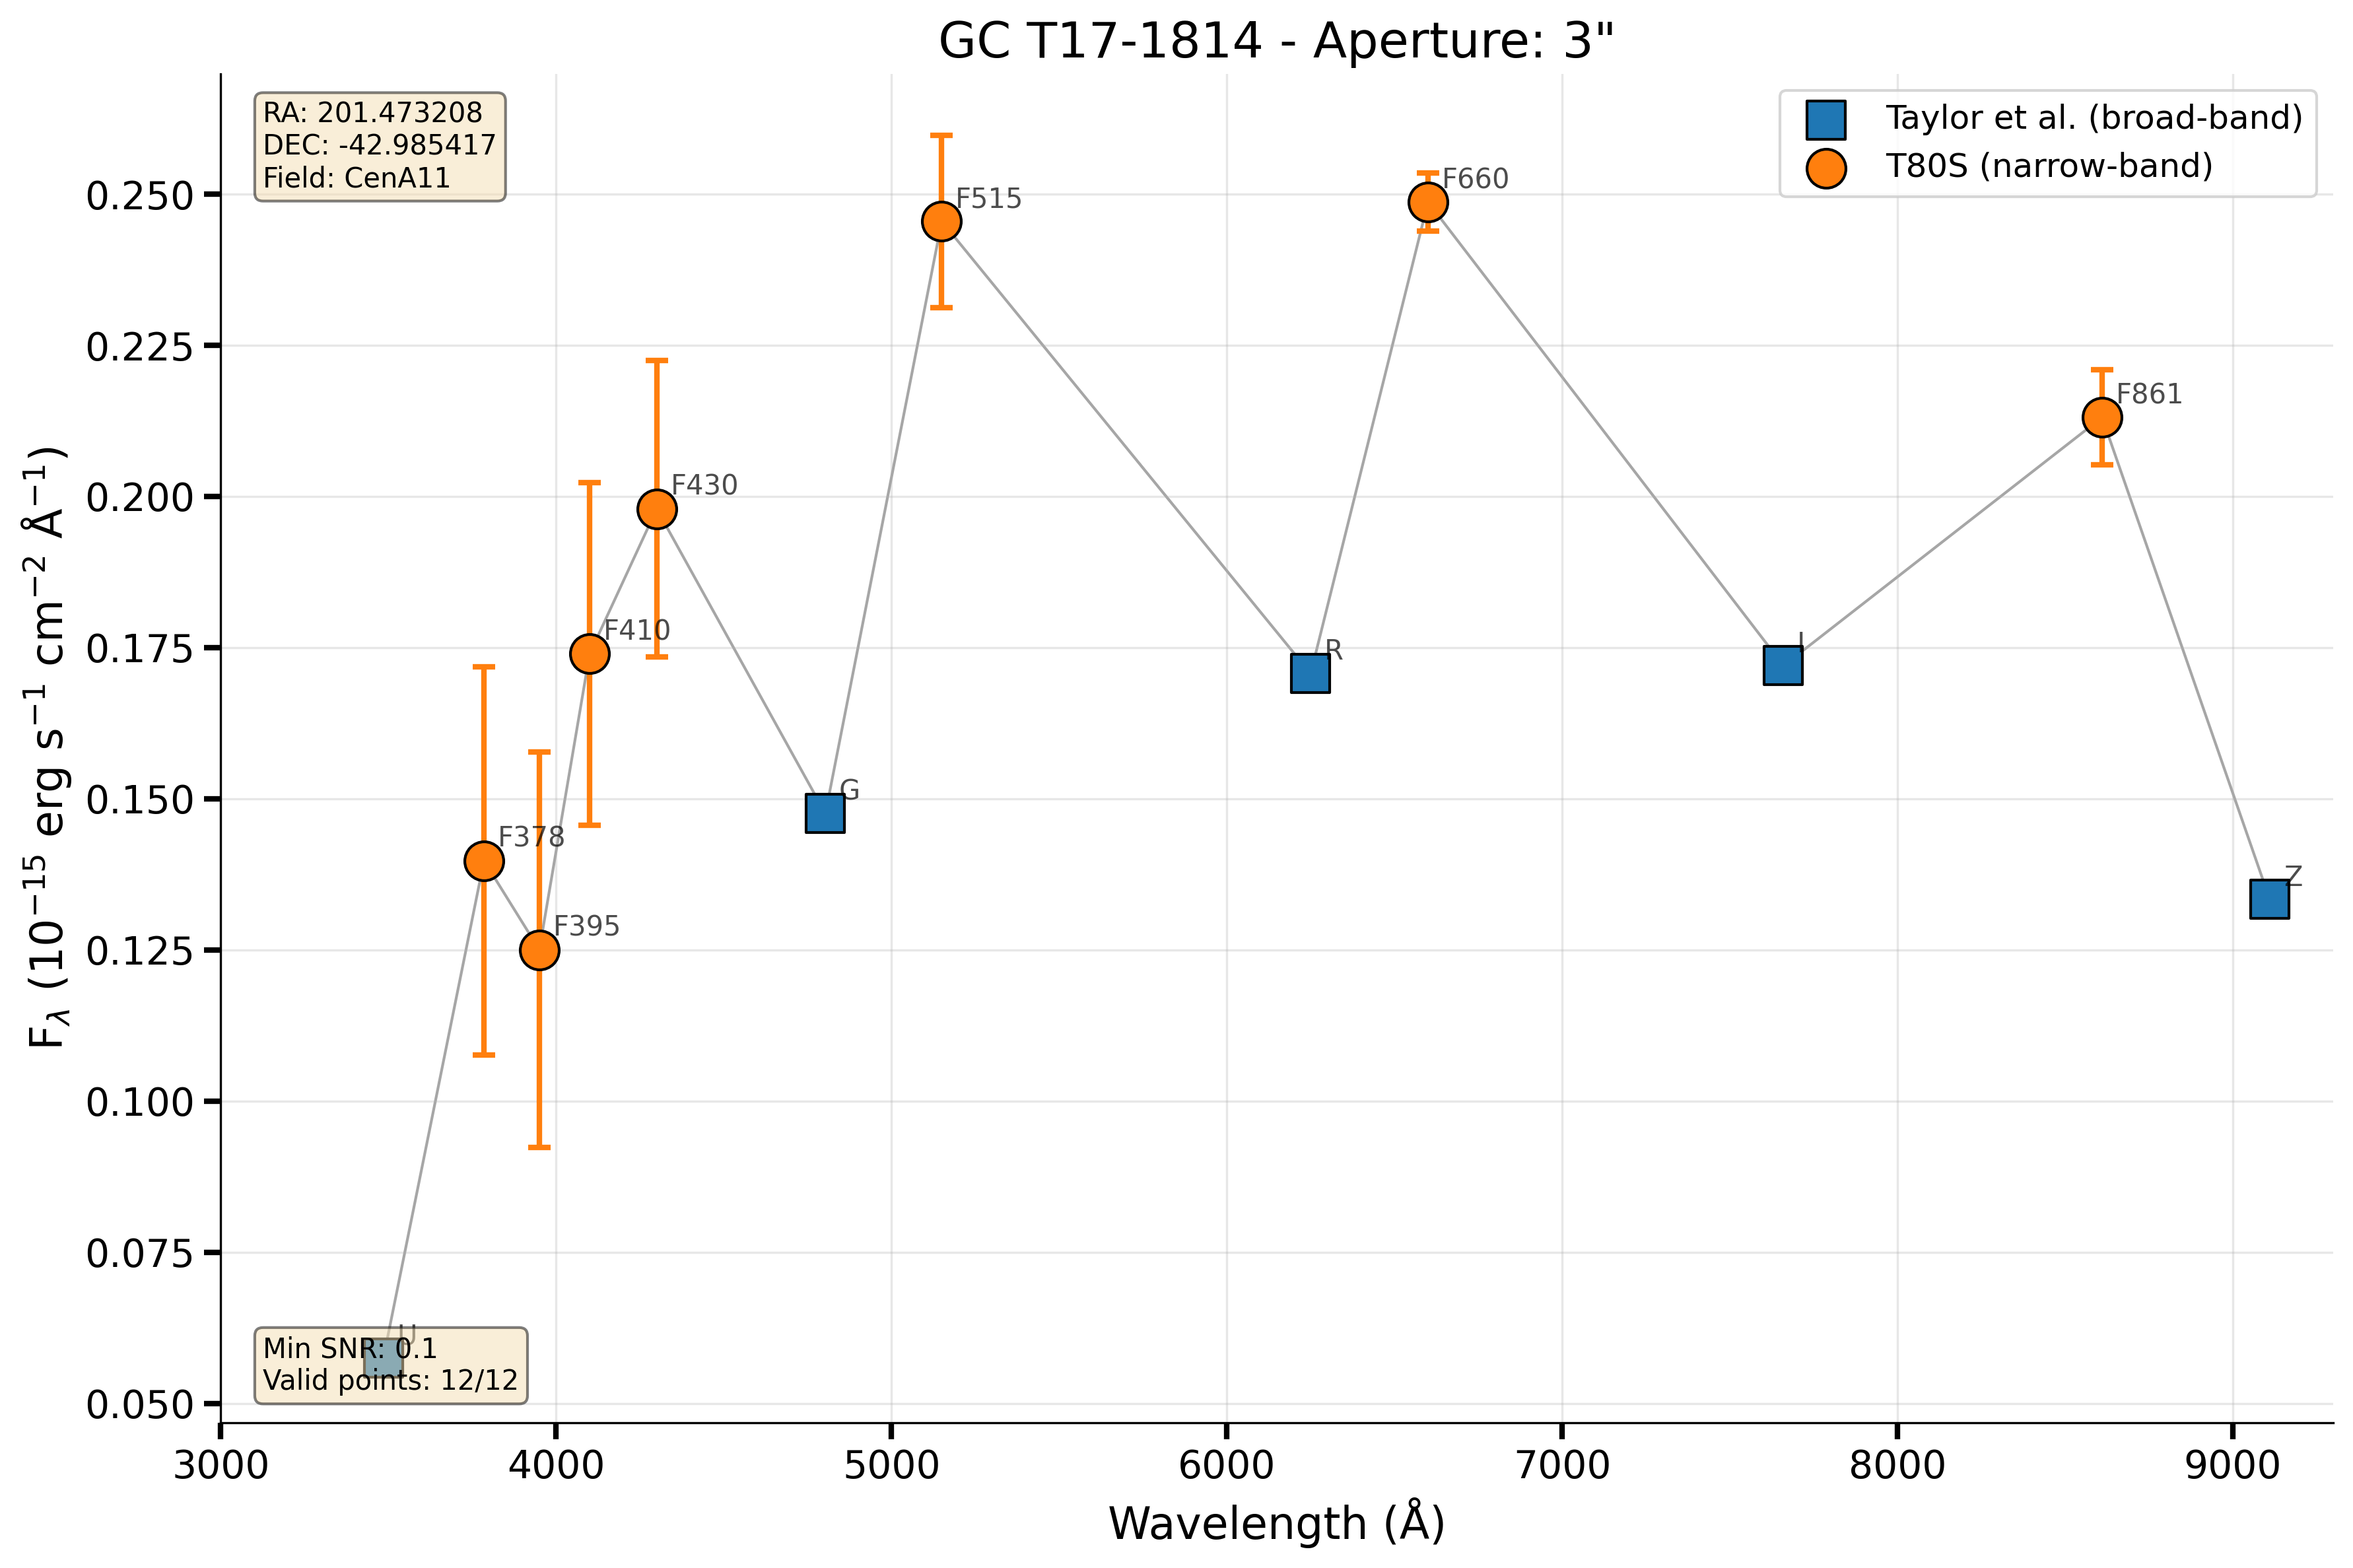 GC T17-1814 - Aperture: 3"
RA: 201.473208
DEC: -42.985417
Field: CenA11
Taylor et al. (broad-band)
T80S (narrow-band)
F515
F660
F861
F430
F410
R
I
G
F378
F395
Z
U
Min SNR: 0.1
Valid points: 12/12
0.250
0.225
0.200
0.175
0.150
0.125
0.100
0.075
0.050
F$_λ$ (10⁻¹⁵ erg s⁻¹ cm⁻² Å⁻¹)
3000 4000 5000 6000 7000 8000 9000
Wavelength (Å)